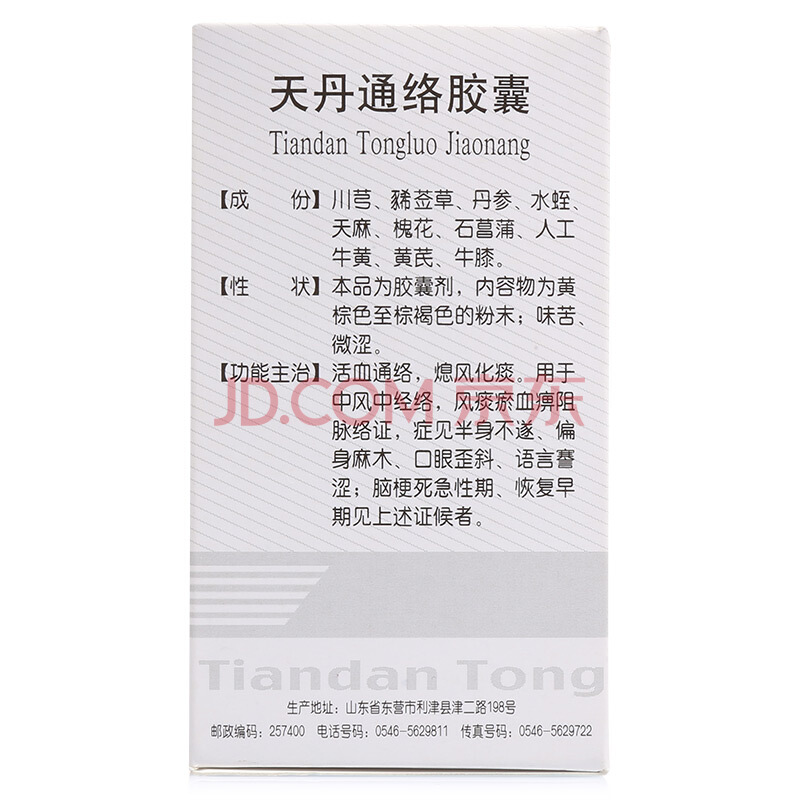 天丹通络胶囊
Tiandan Tongluo Jiaonang
【成　份】川芎、豨莶草、丹参、水蛭、
天麻、槐花、石菖蒲、人工
牛黄、黄芪、牛膝。
【性　状】本品为胶囊剂，内容物为黄
棕色至棕褐色的粉末；味苦、
微涩。
【功能主治】活血通络，熄风化痰。用于
中风中经络，风痰瘀血痹阻
脉络证，症见半身不遂、偏
身麻木、口眼歪斜、语言謇
涩；脑梗死急性期、恢复早
期见上述证候者。
JD.COM 京东
Tiandan Tong
生产地址：山东省东营市利津县津二路198号
邮政编码：257400 电话号码：0546-5629811 传真号码：0546-5629722